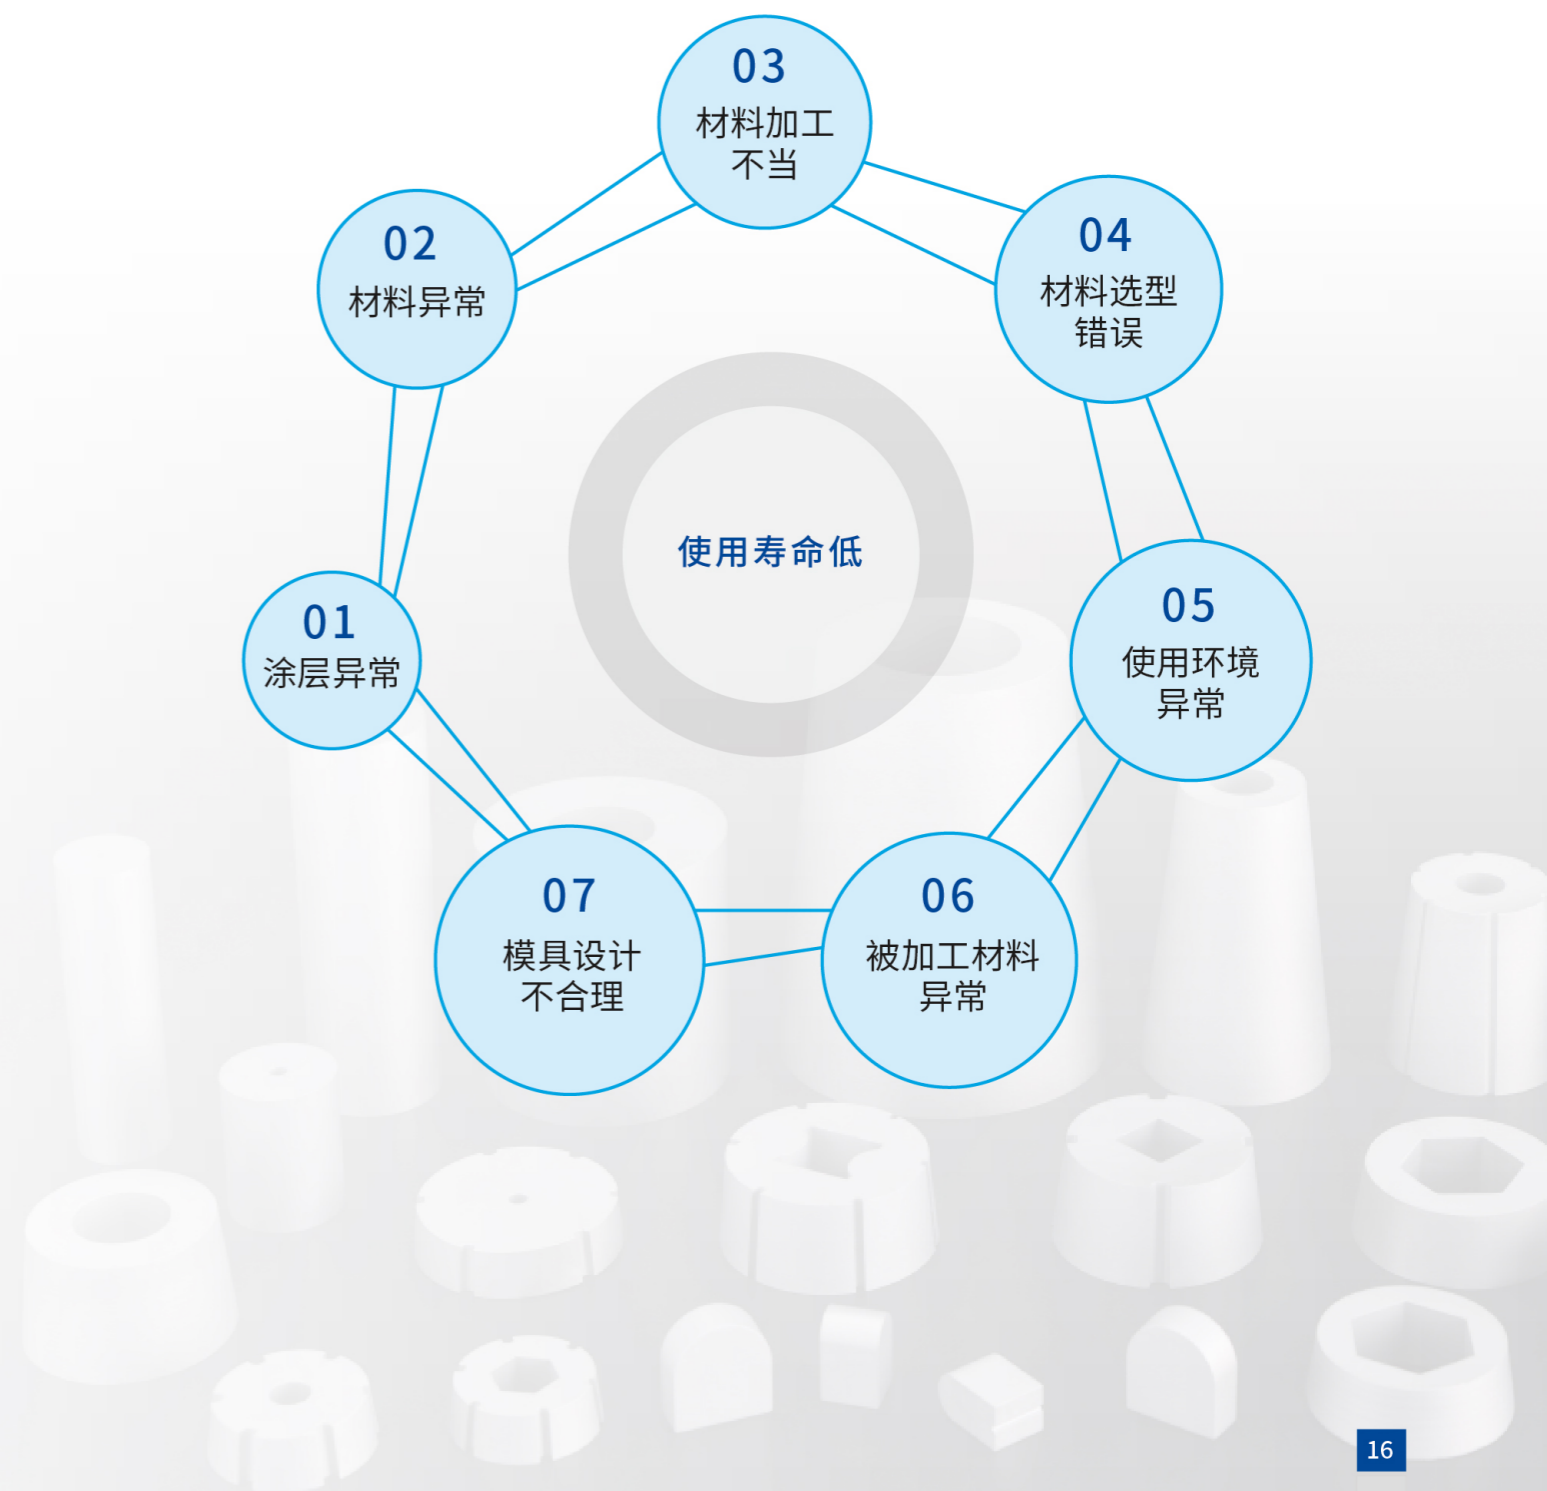 03
材料加工
不当
02
材料异常
04
材料选型
错误
使用寿命低
01
涂层异常
05
使用环境
异常
07
模具设计
不合理
06
被加工材料
异常
16